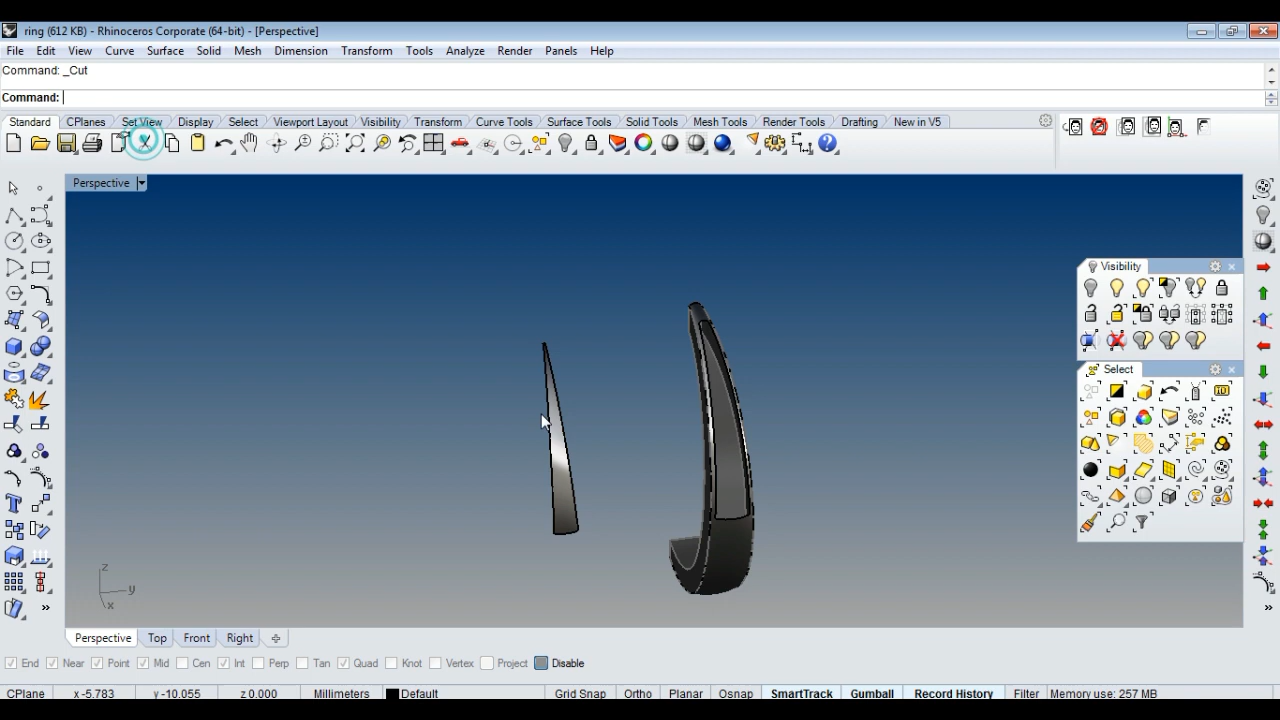 ring (612 KB) - Rhinoceros Corporate (64-bit) - [Perspective]
File Edit View Curve Surface Solid Mesh Dimension Transform Tools Analyze Render Panels Help
Command: _Cut
Command:
Standard CPlanes Set View Display Select Viewport Layout Visibility Transform Curve Tools Surface Tools Solid Tools Mesh Tools Render Tools Drafting New in V5
Perspective
Visibility
Select
z
y
x
Perspective Top Front Right
End Near Point Mid Cen Int Perp Tan Quad Knot Vertex Project Disable
CPlane x -5.783 y -10.055 z 0.000 Millimeters Default Grid Snap Ortho Planar Osnap SmartTrack Gumball Record History Filter Memory use: 257 MB